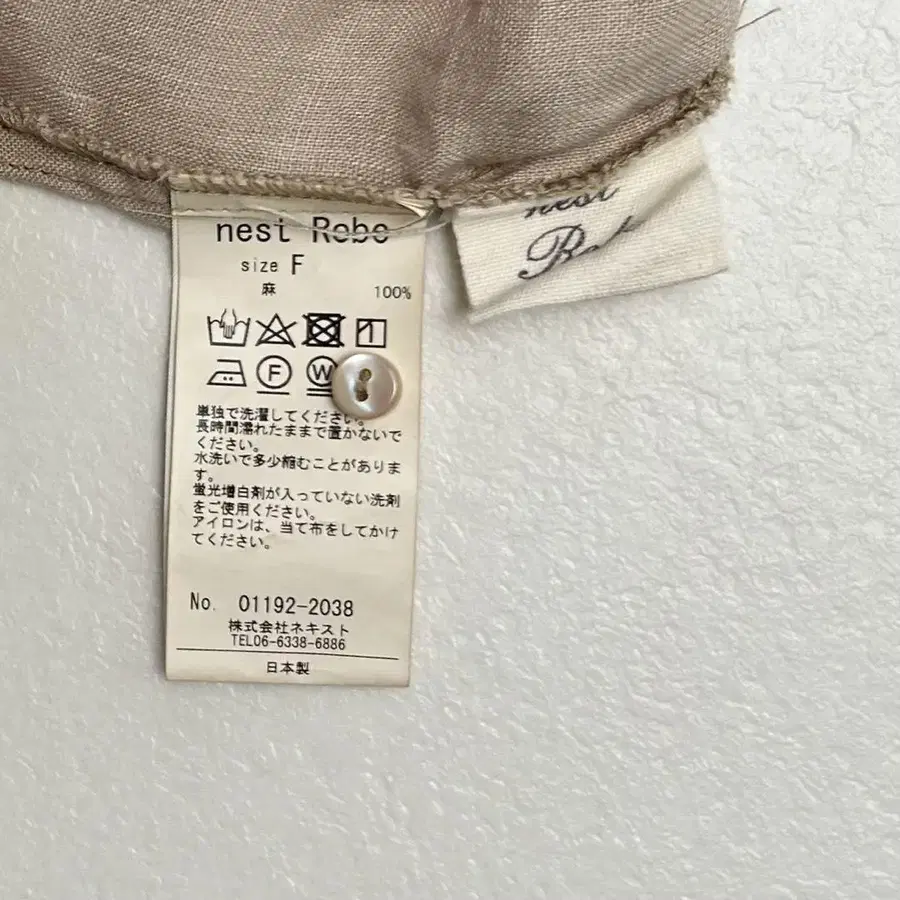 nest Robe
size F
麻 100%
F W
単独で洗濯してください。
長時間濡れたままで置かないで
ください。
水洗いで多少縮むことがありま
す。
蛍光増白剤が入っていない洗剤
をご使用ください。
アイロンは、当て布をしてかけ
てください。
No. 01192-2038
株式会社ネキスト
TEL06-6338-6886
日本製
nest